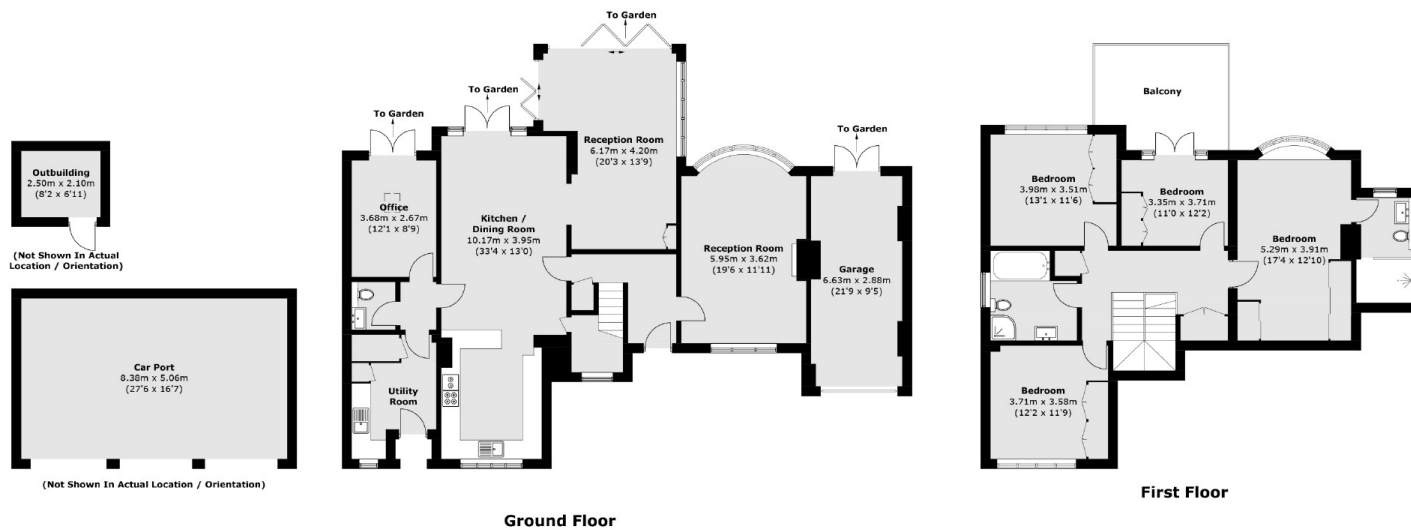 Outbuilding
2.50m x 2.10m
(8'2 x 6'11)
(Not Shown In Actual
Location / Orientation)
Car Port
8.38m x 5.06m
(27'6 x 16'7)
(Not Shown In Actual Location / Orientation)
To Garden
To Garden
To Garden
To Garden
To Garden
Office
3.68m x 2.67m
(12'1 x 8'9)
Kitchen /
Dining Room
10.17m x 3.95m
(33'4 x 13'0)
Reception Room
6.17m x 4.20m
(20'3 x 13'9)
Reception Room
5.95m x 3.62m
(19'6 x 11'11)
Garage
6.63m x 2.88m
(21'9 x 9'5)
Utility
Room
Ground Floor
Balcony
Bedroom
3.98m x 3.51m
(13'1 x 11'6)
Bedroom
3.35m x 3.71m
(11'0 x 12'2)
Bedroom
5.29m x 3.91m
(17'4 x 12'10)
Bedroom
3.71m x 3.58m
(12'2 x 11'9)
First Floor